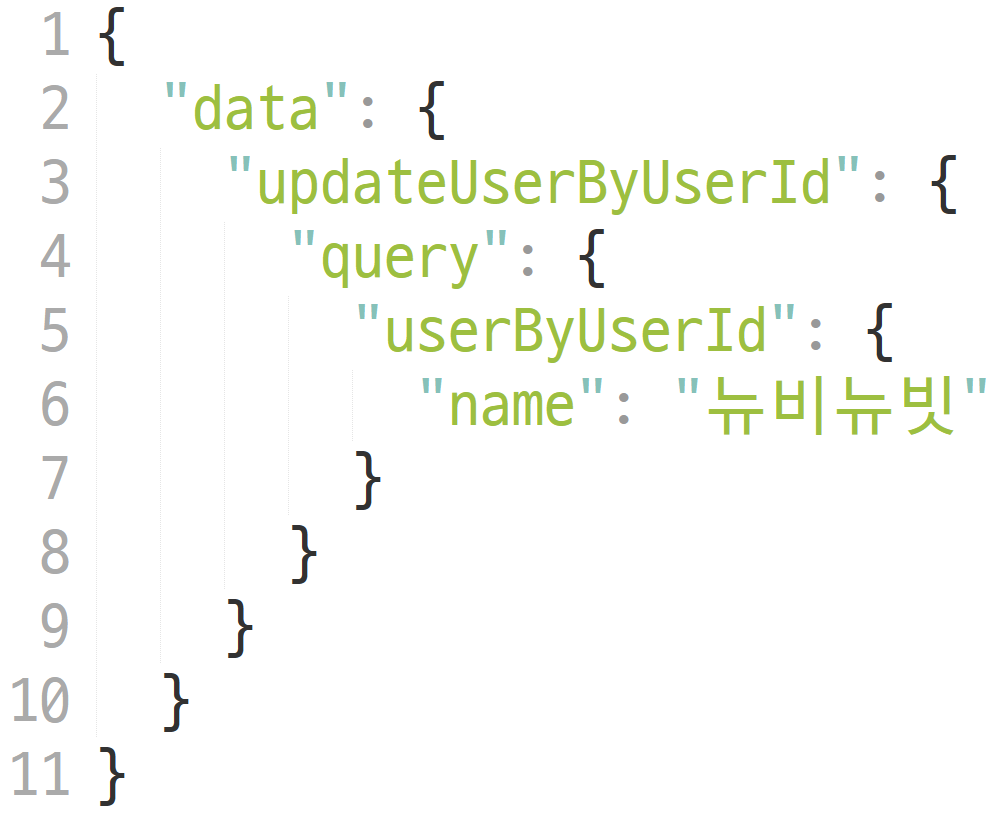 1 {
2   "data": {
3     "updateUserByUserId": {
4       "query": {
5         "userByUserId": {
6           "name": "뉴비뉴빗"
7         }
8       }
9     }
10   }
11 }